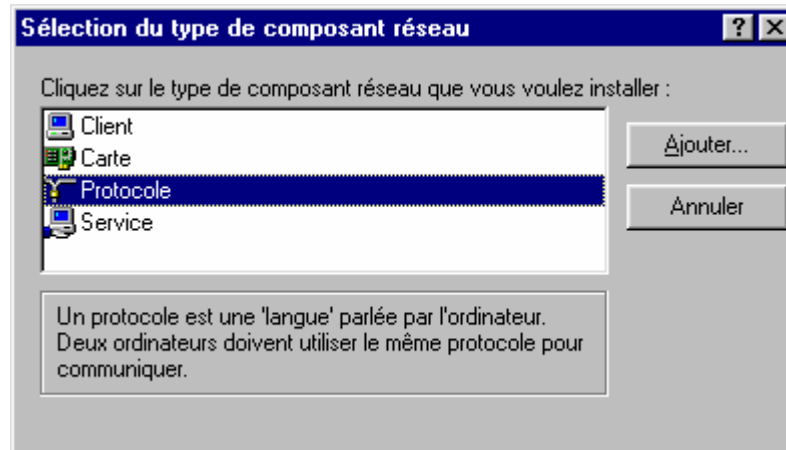 Sélection du type de composant réseau
Cliquez sur le type de composant réseau que vous voulez installer :
Client
Ajouter...
Carte
Protocole
Annuler
Service
Un protocole est une 'langue' parlée par l'ordinateur.
Deux ordinateurs doivent utiliser le même protocole pour
communiquer.